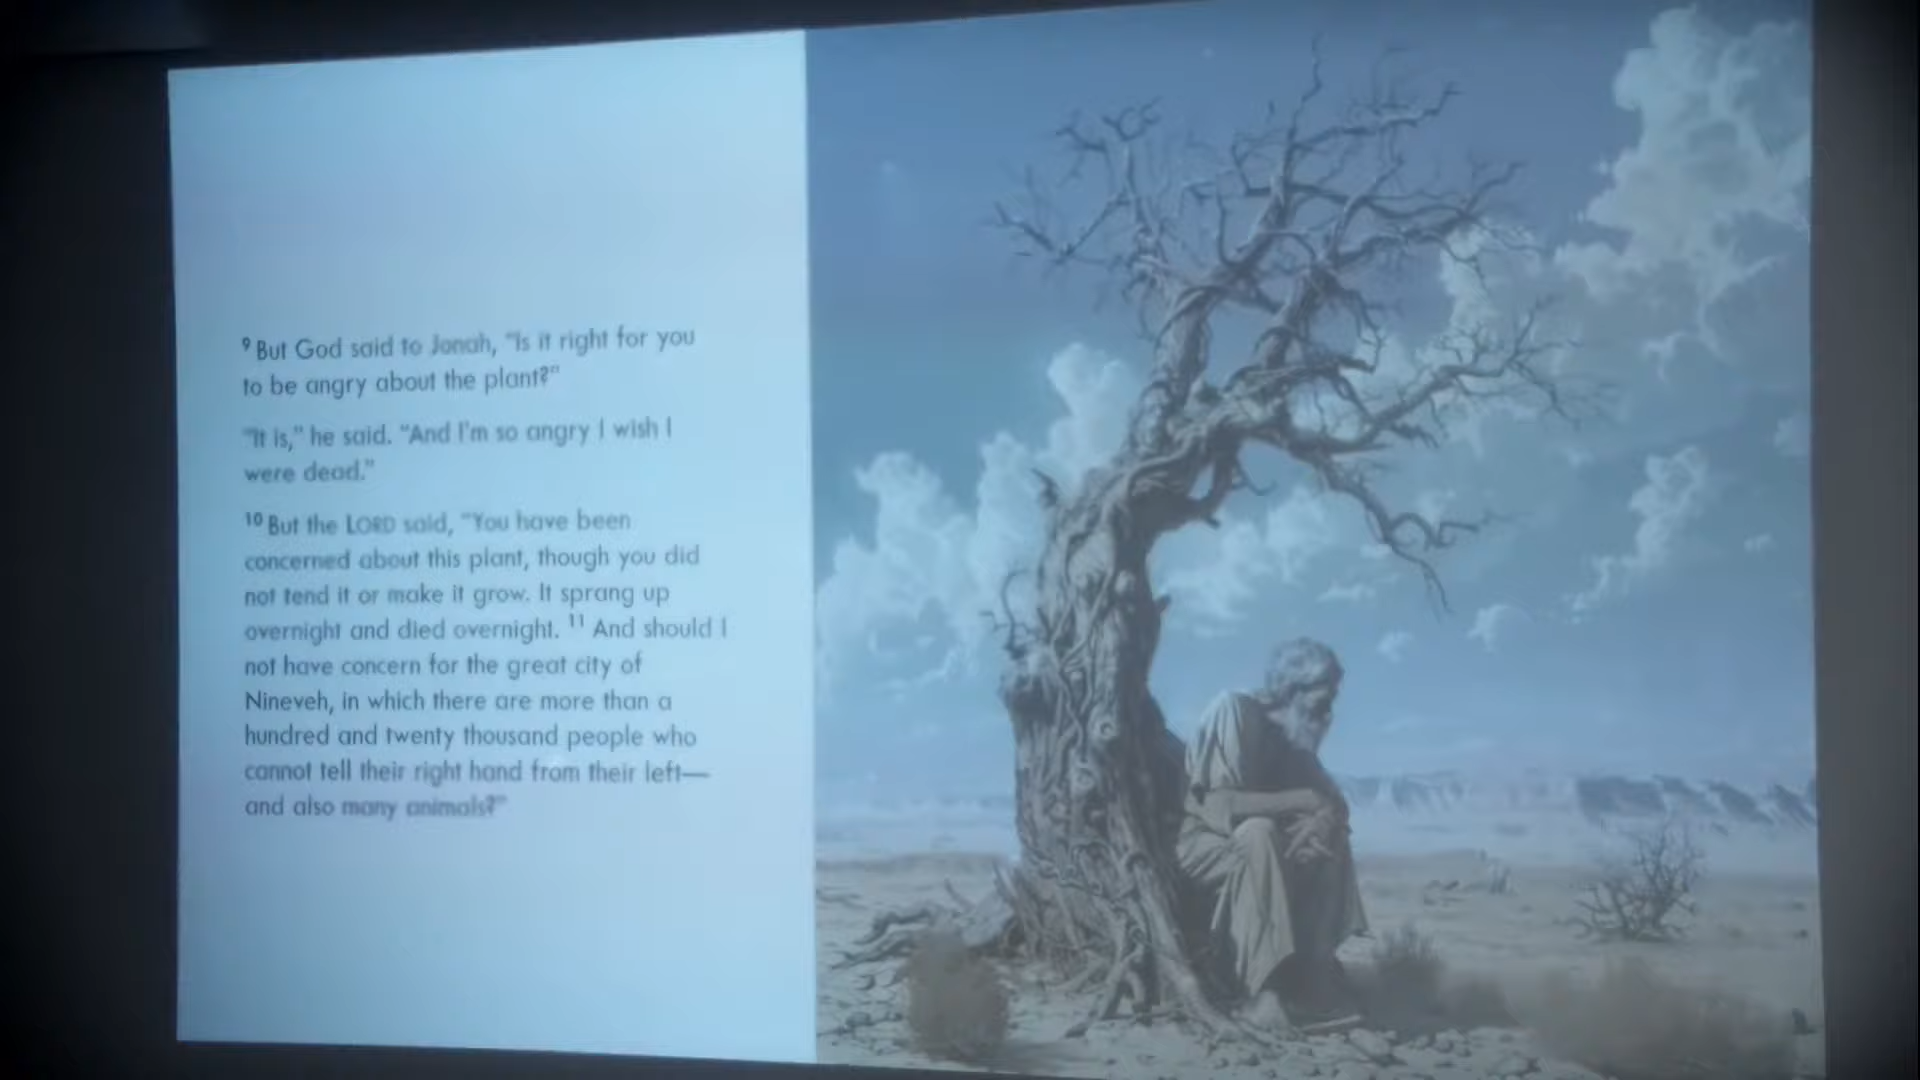 9 But God said to Jonah, "Is it right for you
to be angry about the plant?"
"It is," he said. "And I'm so angry I wish I
were dead."
10 But the LORD said, "You have been
concerned about this plant, though you did
not tend it or make it grow. It sprang up
overnight and died overnight. 11 And should I
not have concern for the great city of
Nineveh, in which there are more than a
hundred and twenty thousand people who
cannot tell their right hand from their left—
and also many animals?"